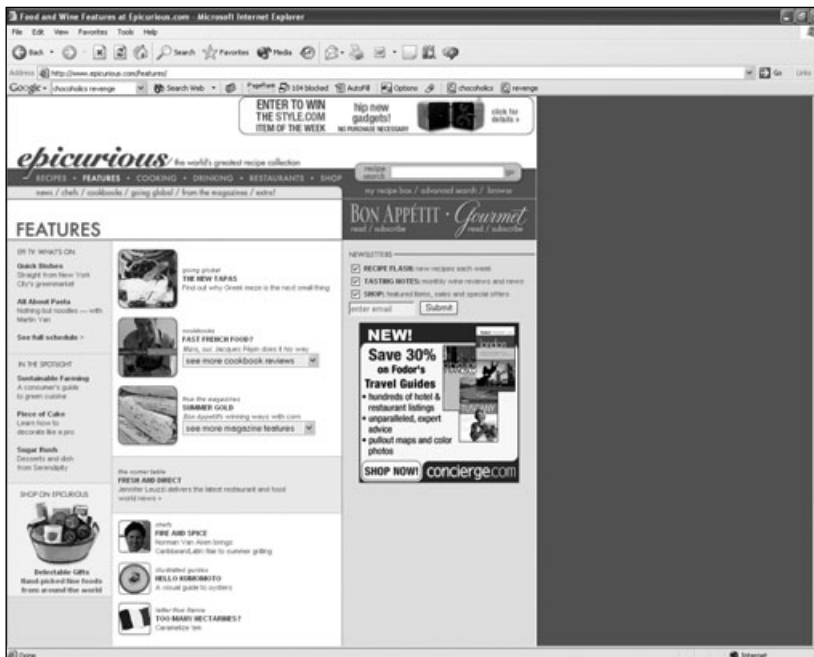 Food and Wine Features at Epicurious.com - Microsoft Internet Explorer
File Edit View Favorites Tools Help
Back Search Favorites Media
Address http://www.epicurious.com/features/ Go Links
Google chocoholics revenge Search Web PageRank 104 blocked AutoFill Options chocoholics revenge
ENTER TO WIN
THE STYLE.COM
ITEM OF THE WEEK
hip new
gadgets!
NO PURCHASE NECESSARY
click for
details »
epicurious / the world's greatest recipe collection
recipe
search
go
RECIPES • FEATURES • COOKING • DRINKING • RESTAURANTS • SHOP
my recipe box / advanced search / browse
news / chefs / cookbooks / going global / from the magazines / extra!
BON APPÉTIT • Gourmet
read / subscribe read / subscribe
FEATURES
EPI TV: WHAT'S ON
Quick Dishes
Straight from New York
City's greenmarket
All About Pasta
Nothing but noodles — with
Martin Yan
See full schedule >
IN THE SPOTLIGHT
Sustainable Farming
A consumer's guide
to green cuisine
Piece of Cake
Learn how to
decorate like a pro
Sugar Rush
Desserts and dish
from Serendipity
SHOP ON EPICURIOUS
Delectable Gifts
Hand-picked fine foods
from around the world
going global
THE NEW TAPAS
Find out why Greek meze is the next small thing
cookbooks
FAST FRENCH FOOD?
Mais, oui: Jacques Pépin does it his way
see more cookbook reviews
from the magazines
SUMMER GOLD
Bon Appétit's winning ways with corn
see more magazine features
the corner table
FRESH AND DIRECT
Jennifer Leuzzi delivers the latest restaurant and food
world news »
chefs
FIRE AND SPICE
Norman Van Aken brings
Caribbean/Latin flair to summer grilling
illustrated guides
HELLO KUMOMOTO
A visual guide to oysters
letter from France
TOO MANY NECTARINES?
Caramelize 'em
NEWSLETTERS
RECIPE FLASH: new recipes each week
TASTING NOTES: monthly wine reviews and news
SHOP: featured items, sales and special offers
enter email Submit
NEW!
Save 30%
on Fodor's
Travel Guides
• hundreds of hotel &
restaurant listings
• unparalleled, expert
advice
• pullout maps and color
photos
london
TUSCANY
SHOP NOW! concierge.com
Done Internet